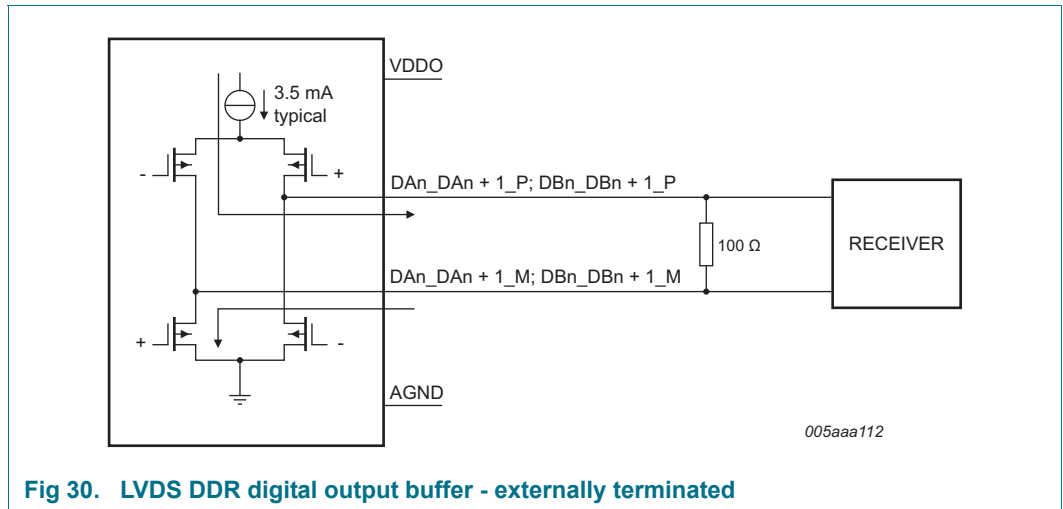 VDDO
3.5 mA
typical
-
+
DAn_DAn + 1_P; DBn_DBn + 1_P
100 Ω
RECEIVER
DAn_DAn + 1_M; DBn_DBn + 1_M
+
-
AGND
005aaa112
Fig 30. LVDS DDR digital output buffer - externally terminated